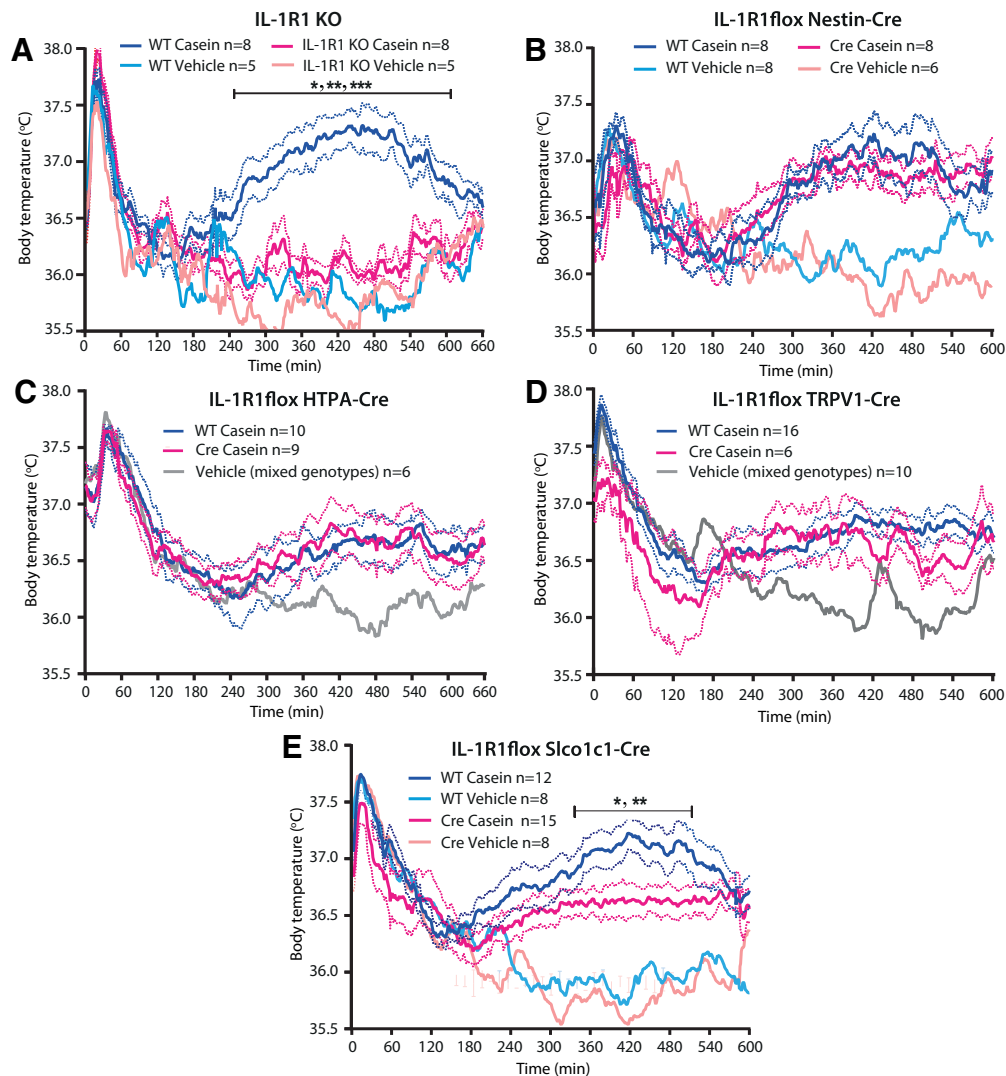 A
IL-1R1 KO
WT Casein n=8
WT Vehicle n=5
IL-1R1 KO Casein n=8
IL-1R1 KO Vehicle n=5
*, **, ***
Body temperature (ºC)
38.0
37.5
37.0
36.5
36.0
35.5
0 60 120 180 240 300 360 420 480 540 600 660
Time (min)
B
IL-1R1flox Nestin-Cre
WT Casein n=8
WT Vehicle n=8
Cre Casein n=8
Cre Vehicle n=6
Body temperature (ºC)
38.0
37.5
37.0
36.5
36.0
35.5
0 60 120 180 240 300 360 420 480 540 600
Time (min)
C
IL-1R1flox HTPA-Cre
WT Casein n=10
Cre Casein n=9
Vehicle (mixed genotypes) n=6
Body temperature (ºC)
38.0
37.5
37.0
36.5
36.0
35.5
0 60 120 180 240 300 360 420 480 540 600 660
Time (min)
D
IL-1R1flox TRPV1-Cre
WT Casein n=16
Cre Casein n=6
Vehicle (mixed genotypes) n=10
Body temperature (ºC)
38.0
37.5
37.0
36.5
36.0
35.5
0 60 120 180 240 300 360 420 480 540 600
Time (min)
E
IL-1R1flox Slco1c1-Cre
WT Casein n=12
WT Vehicle n=8
Cre Casein n=15
Cre Vehicle n=8
*, **
Body temperature (ºC)
38.0
37.5
37.0
36.5
36.0
35.5
0 60 120 180 240 300 360 420 480 540 600
Time (min)